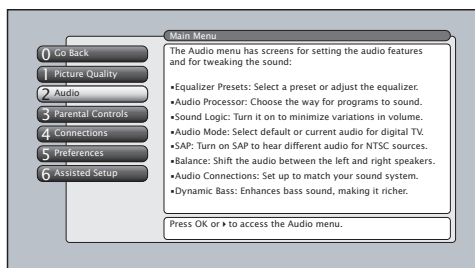 Main Menu
0 Go Back
1 Picture Quality
2 Audio
3 Parental Controls
4 Connections
5 Preferences
6 Assisted Setup
The Audio menu has screens for setting the audio features
and for tweaking the sound:
▪Equalizer Presets: Select a preset or adjust the equalizer.
▪Audio Processor: Choose the way for programs to sound.
▪Sound Logic: Turn it on to minimize variations in volume.
▪Audio Mode: Select default or current audio for digital TV.
▪SAP: Turn on SAP to hear different audio for NTSC sources.
▪Balance: Shift the audio between the left and right speakers.
▪Audio Connections: Set up to match your sound system.
▪Dynamic Bass: Enhances bass sound, making it richer.
Press OK or ▸ to access the Audio menu.